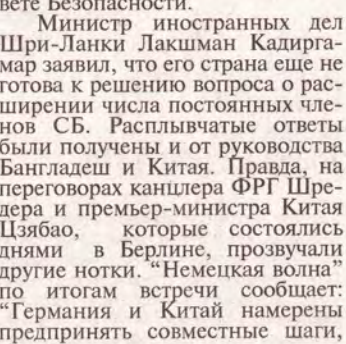 вете Безопасности.
Министр иностранных дел
Шри-Ланки Лакшман Кадирга-
мар заявил, что его страна еще не
готова к решению вопроса о рас-
ширении числа постоянных чле-
нов СБ. Расплывчатые ответы
были получены и от руководства
Бангладеш и Китая. Правда, на
переговорах канцлера ФРГ Шре-
дера и премьер-министра Китая
Цзябао, которые состоялись
днями в Берлине, прозвучали
другие нотки. “Немецкая волна”
по итогам встречи сообщает:
“Германия и Китай намерены
предпринять совместные шаги,